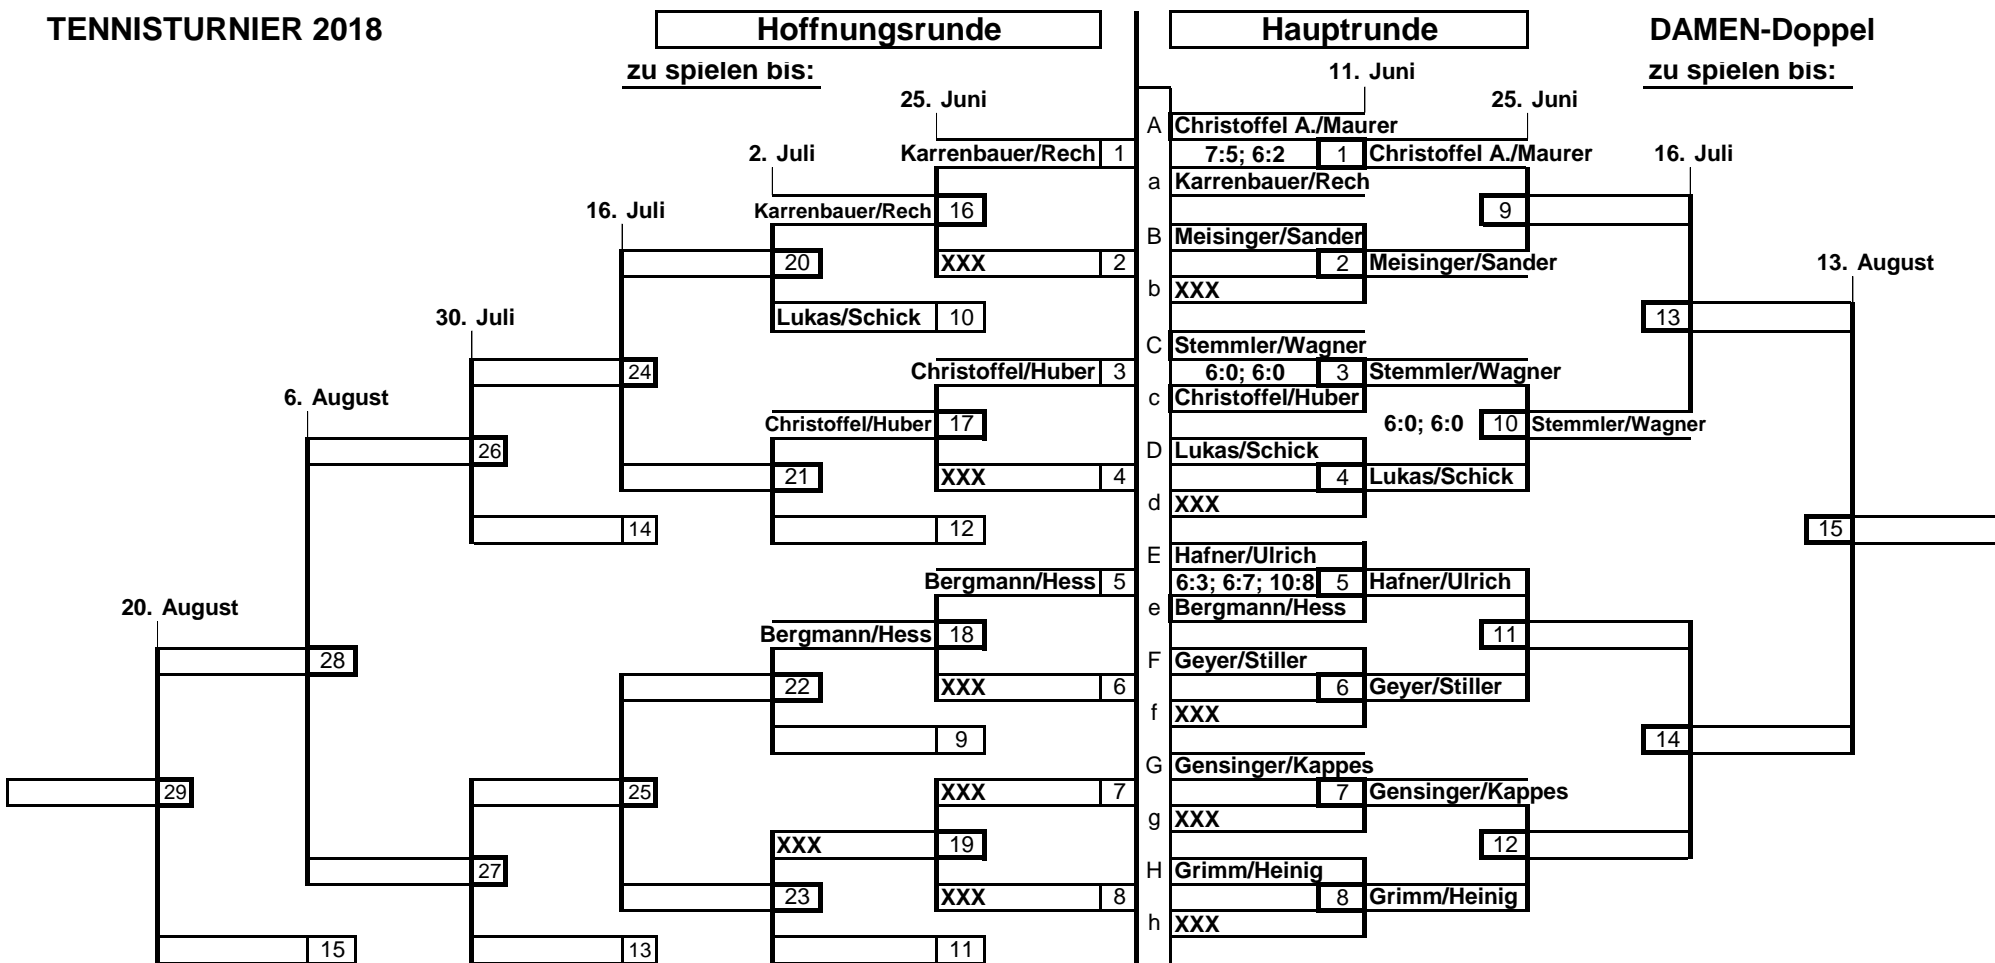 TENNISTURNIER 2018 Hoffnungsrunde Hauptrunde DAMEN-Doppel
zu spielen bis: 11. Juni zu spielen bis:
25. Juni 25. Juni
A Christoffel A./Maurer
2. Juli Karrenbauer/Rech 1 7:5; 6:2 1 Christoffel A./Maurer 16. Juli
a Karrenbauer/Rech
16. Juli Karrenbauer/Rech 16 9
B Meisinger/Sander
20 XXX 2 2 Meisinger/Sander 13. August
b XXX
30. Juli Lukas/Schick 10 13
C Stemmler/Wagner
24 Christoffel/Huber 3 6:0; 6:0 3 Stemmler/Wagner
6. August c Christoffel/Huber
Christoffel/Huber 17 6:0; 6:0 10 Stemmler/Wagner
26 D Lukas/Schick
21 XXX 4 4 Lukas/Schick
d XXX
14 12 15
E Hafner/Ulrich
Bergmann/Hess 5 6:3; 6:7; 10:8 5 Hafner/Ulrich
20. August e Bergmann/Hess
Bergmann/Hess 18 11
28 F Geyer/Stiller
22 XXX 6 6 Geyer/Stiller
f XXX
9 14
G Gensinger/Kappes
29 25 XXX 7 7 Gensinger/Kappes
g XXX
XXX 19 12
27 H Grimm/Heinig
23 XXX 8 8 Grimm/Heinig
h XXX
15 13 11